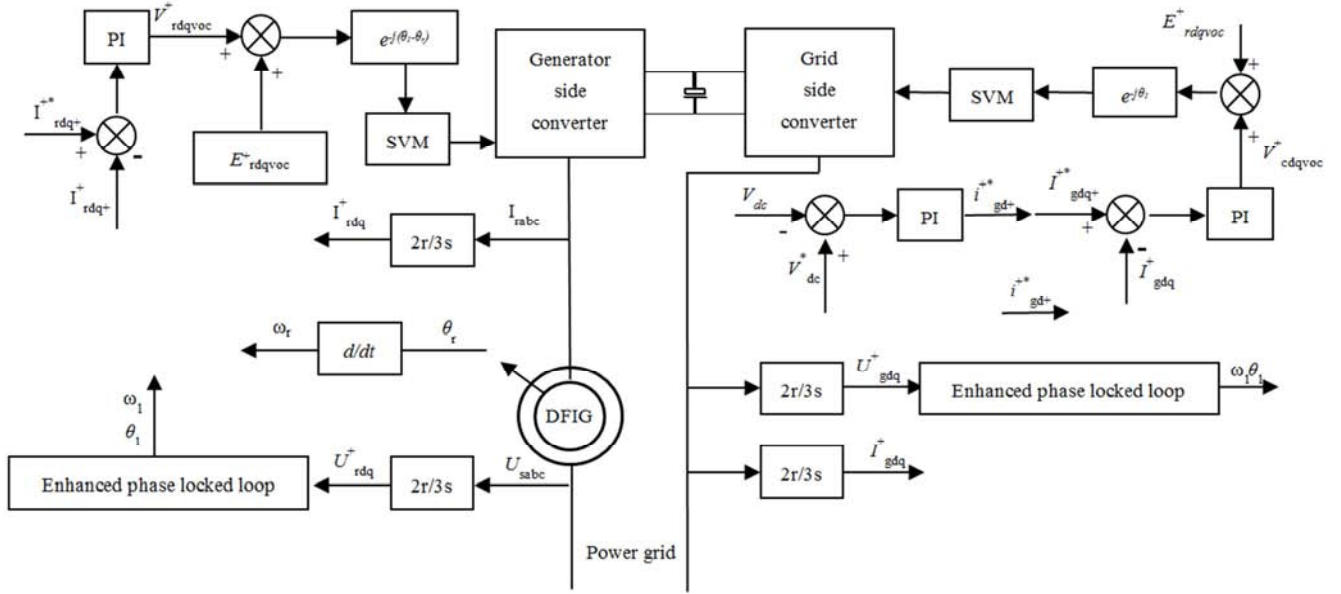 PI
V⁺rdqvoc
+
+
e^-j(θ₁-θr)
I⁺*rdq+
+
-
I⁺rdq+
E⁺rdqvoc
SVM
Generator
side
converter
Grid
side
converter
SVM
e^-jθ₁
E⁺rdqvoc
+
+
V⁺cdqvoc
I⁺rdq
2r/3s
Irabc
Vdc
-
+
V*dc
PI
i⁺*gd+
I⁺*gdq+
+
-
I⁺gdq
PI
i⁺*gd+
ωr
d/dt
θr
DFIG
ω₁
θ₁
Enhanced phase locked loop
U⁺rdq
2r/3s
Usabc
2r/3s
U⁺gdq
Enhanced phase locked loop
ω₁θ₁
2r/3s
I⁺gdq
Power grid